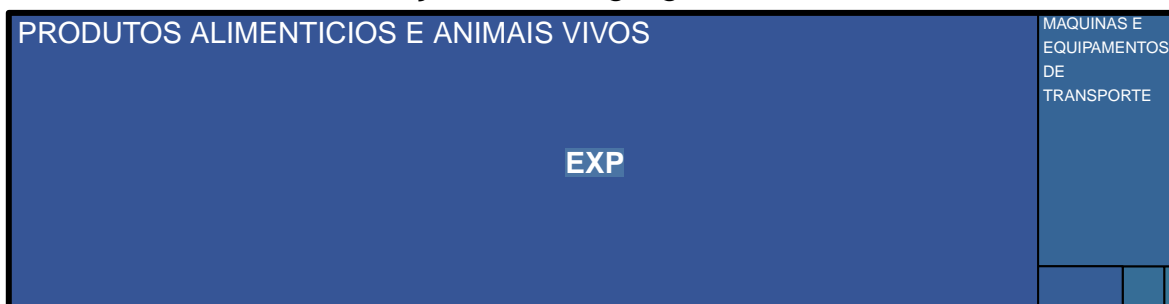 PRODUTOS ALIMENTICIOS E ANIMAIS VIVOS
MAQUINAS E
EQUIPAMENTOS
DE
TRANSPORTE
EXP